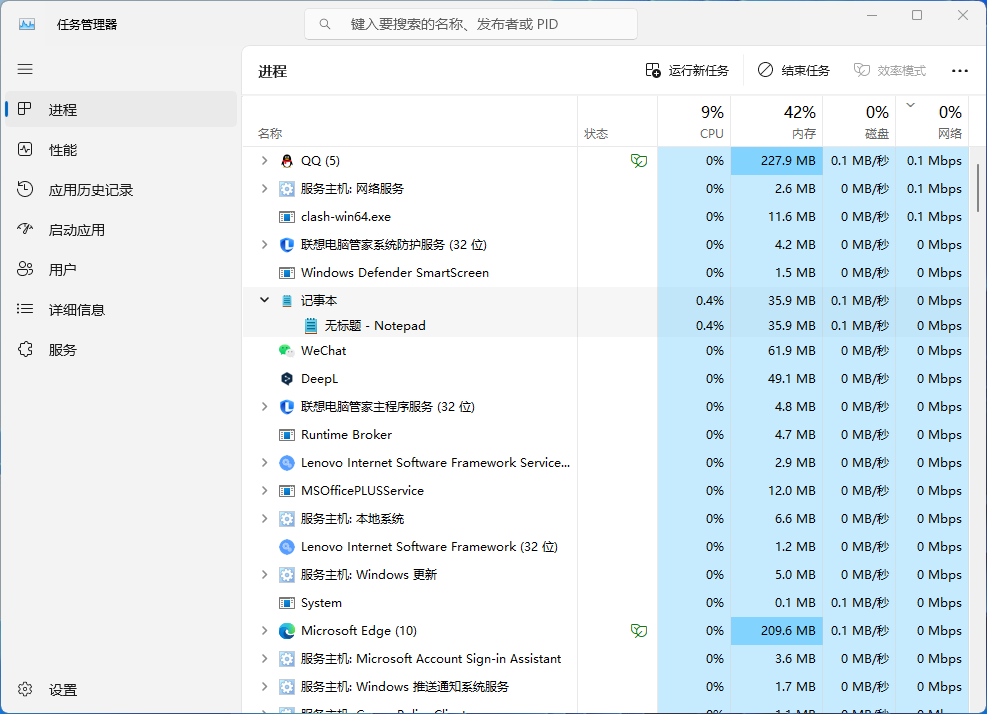 任务管理器
键入要搜索的名称、发布者或 PID
进程
性能
应用历史记录
启动应用
用户
详细信息
服务
设置
进程
运行新任务
结束任务
效率模式
名称 状态 9% CPU 42% 内存 0% 磁盘 0% 网络
QQ (5) 0% 227.9 MB 0.1 MB/秒 0.1 Mbps
服务主机: 网络服务 0% 2.6 MB 0 MB/秒 0.1 Mbps
clash-win64.exe 0% 11.6 MB 0 MB/秒 0.1 Mbps
联想电脑管家系统防护服务 (32 位) 0% 4.2 MB 0 MB/秒 0 Mbps
Windows Defender SmartScreen 0% 1.5 MB 0 MB/秒 0 Mbps
记事本 0.4% 35.9 MB 0.1 MB/秒 0 Mbps
无标题 - Notepad 0.4% 35.9 MB 0.1 MB/秒 0 Mbps
WeChat 0% 61.9 MB 0 MB/秒 0 Mbps
DeepL 0% 49.1 MB 0 MB/秒 0 Mbps
联想电脑管家主程序服务 (32 位) 0% 4.8 MB 0 MB/秒 0 Mbps
Runtime Broker 0% 4.7 MB 0 MB/秒 0 Mbps
Lenovo Internet Software Framework Service... 0% 2.9 MB 0 MB/秒 0 Mbps
MSOfficePLUSService 0% 12.0 MB 0 MB/秒 0 Mbps
服务主机: 本地系统 0% 6.6 MB 0 MB/秒 0 Mbps
Lenovo Internet Software Framework (32 位) 0% 1.2 MB 0 MB/秒 0 Mbps
服务主机: Windows 更新 0% 5.0 MB 0 MB/秒 0 Mbps
System 0% 0.1 MB 0.1 MB/秒 0 Mbps
Microsoft Edge (10) 0% 209.6 MB 0.1 MB/秒 0 Mbps
服务主机: Microsoft Account Sign-in Assistant 0% 3.6 MB 0 MB/秒 0 Mbps
服务主机: Windows 推送通知系统服务 0% 1.7 MB 0 MB/秒 0 Mbps